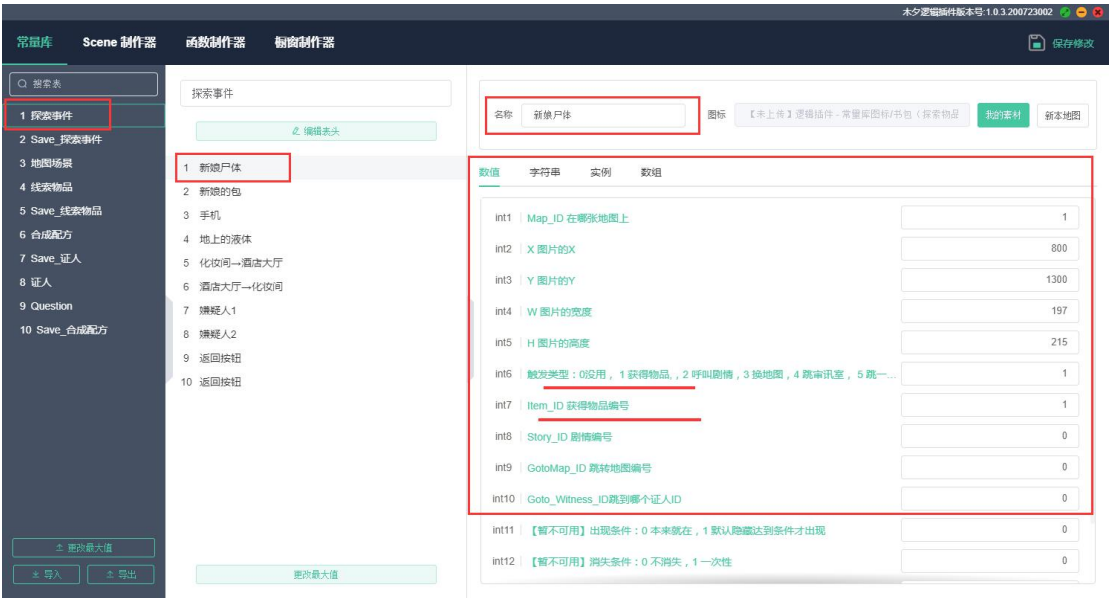 木夕逻辑插件版本号:1.0.3.200723002
常量库 Scene 制作器 函数制作器 橱窗制作器 保存修改
搜索表
1 探索事件
2 Save_探索事件
3 地图场景
4 线索物品
5 Save_线索物品
6 合成配方
7 Save_证人
8 证人
9 Question
10 Save_合成配方
更改最大值
导入 导出
探索事件
编辑表头
1 新娘尸体
2 新娘的包
3 手机
4 地上的液体
5 化妆间→酒店大厅
6 酒店大厅→化妆间
7 嫌疑人1
8 嫌疑人2
9 返回按钮
10 返回按钮
更改最大值
名称 新娘尸体 图标 【未上传】逻辑插件-常量库图标/书包（探索物品 我的素材 新本地图
数值 字符串 实例 数组
int1 Map_ID 在哪张地图上 1
int2 X 图片的X 800
int3 Y 图片的Y 1300
int4 W 图片的宽度 197
int5 H 图片的高度 215
int6 触发类型：0没用，1 获得物品,，2 呼叫剧情，3 换地图，4 跳审讯室， 5 跳一... 1
int7 Item_ID 获得物品编号 1
int8 Story_ID 剧情编号 0
int9 GotoMap_ID 跳转地图编号 0
int10 Goto_Witness_ID跳到哪个证人ID 0
int11 【暂不可用】出现条件：0 本来就在，1 默认隐藏达到条件才出现 0
int12 【暂不可用】消失条件：0 不消失，1 一次性 0